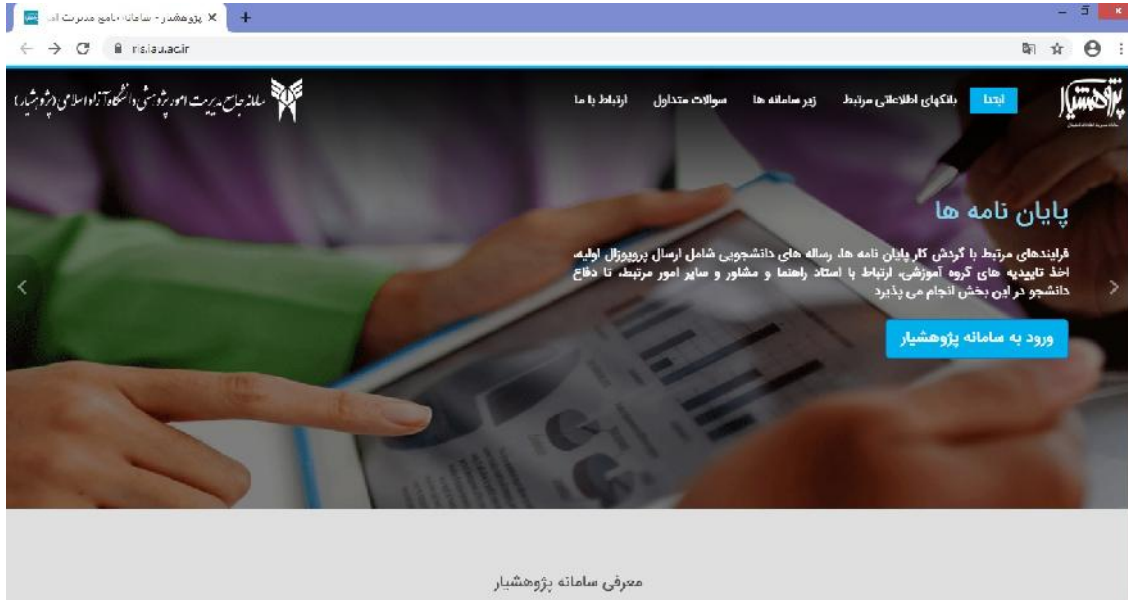 پژوهشیار - سامانه جامع مدیریت امو
ris.iau.ac.ir
سامانه جامع مدیریت امور پژوهشی دانشگاه آزاد اسلامی (پژوهشیار)
پژوهشیار
ابتدا
بانکهای اطلاعاتی مرتبط
زیر سامانه ها
سوالات متداول
ارتباط با ما
پایان نامه ها
فرایندهای مرتبط با گردش کار پایان نامه ها، رساله های دانشجویی شامل ارسال پروپوزال اولیه،
اخذ تاییدیه های گروه آموزشی، ارتباط با استاد راهنما و مشاور و سایر امور مرتبط، تا دفاع
دانشجو در این بخش انجام می پذیرد
ورود به سامانه پژوهشیار
معرفی سامانه پژوهشیار